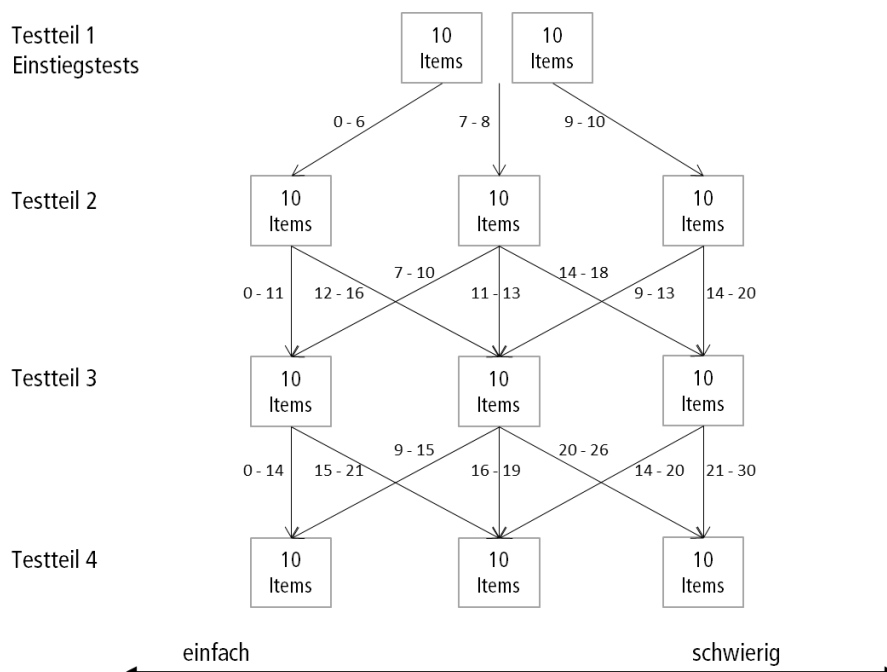 Testteil 1
Einstiegstests
10
Items
10
Items
0 - 6
7 - 8
9 - 10
Testteil 2
10
Items
10
Items
10
Items
7 - 10
14 - 18
0 - 11
12 - 16
11 - 13
9 - 13
14 - 20
Testteil 3
10
Items
10
Items
10
Items
9 - 15
20 - 26
0 - 14
15 - 21
16 - 19
14 - 20
21 - 30
Testteil 4
10
Items
10
Items
10
Items
einfach
schwierig